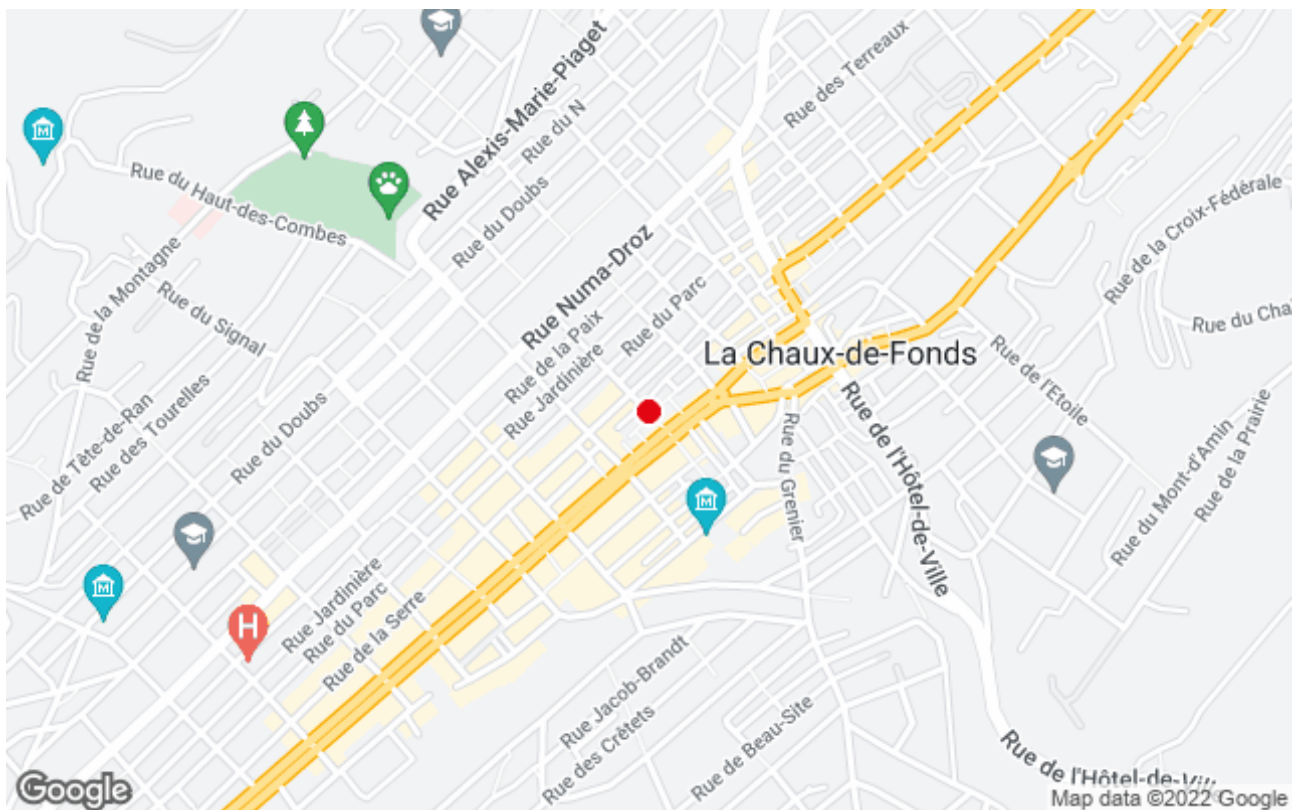 Rue des Terreaux
Rue Alexis-Marie-Piaget
Rue du N
Rue du Haut-des-Combes
Rue du Doubs
Rue de la Croix-Fédérale
Rue de la Montagne
Rue du Signal
Rue Numa-Droz
Rue du Parc
Rue de la Paix
Rue Jardinière
La Chaux-de-Fonds
Rue du Cha
Rue de l'Etoile
Rue de Tête-de-Ran
Rue des Tourelles
Rue du Doubs
Rue du Grenier
Rue de l'Hôtel-de-Ville
Rue du Mont-d'Amin
Rue de la Prairie
M
M
M
H
Rue Jardinière
Rue du Parc
Rue de la Serre
Rue Jacob-Brandt
Rue des Crêtets
Rue de Beau-Site
Rue de l'Hôtel-de-Vill
Google
Map data ©2022 Google